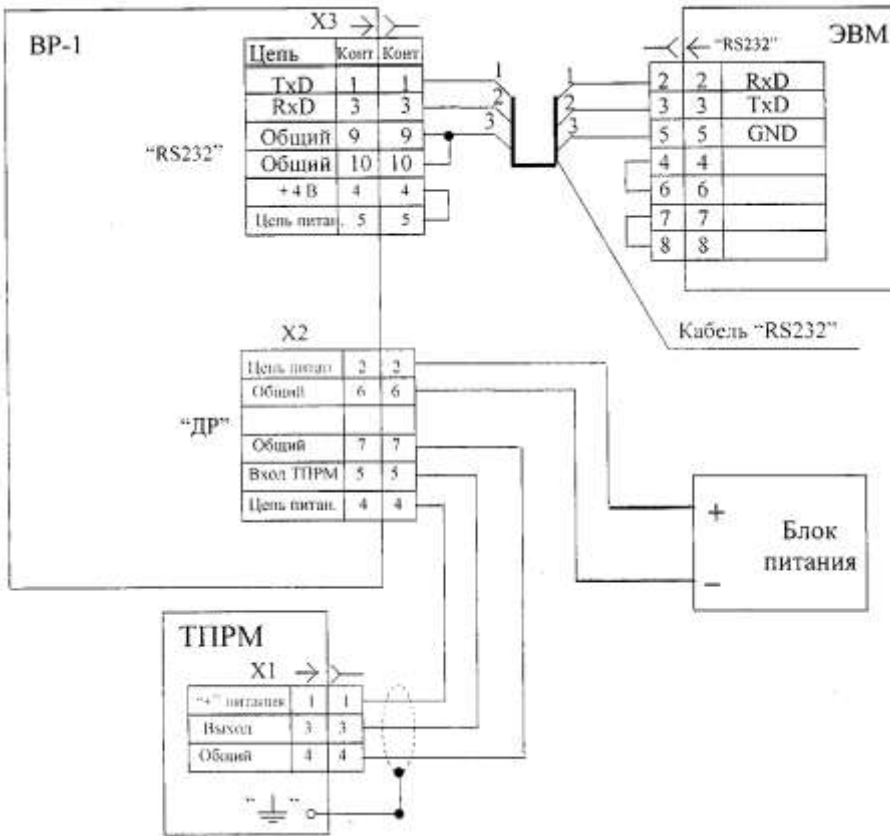 ВР-1
X3
Цепь Конт Конт
TxD 1 1
RxD 3 3
Общий 9 9
Общий 10 10
+4 В 4 4
Цепь питан. 5 5
“RS232”
1
2
3
1
2
3
ЭВМ
“RS232”
2 2 RxD
3 3 TxD
5 5 GND
4 4
6 6
7 7
8 8
Кабель “RS232”
X2
Цепь питан 2 2
Общий 6 6
“ДР”
Общий 7 7
Вход ТПРМ 5 5
Цепь питан. 4 4
+
Блок
питания
−
ТПРМ
X1
“+” питания 1 1
Выход 3 3
Общий 4 4
“ ”